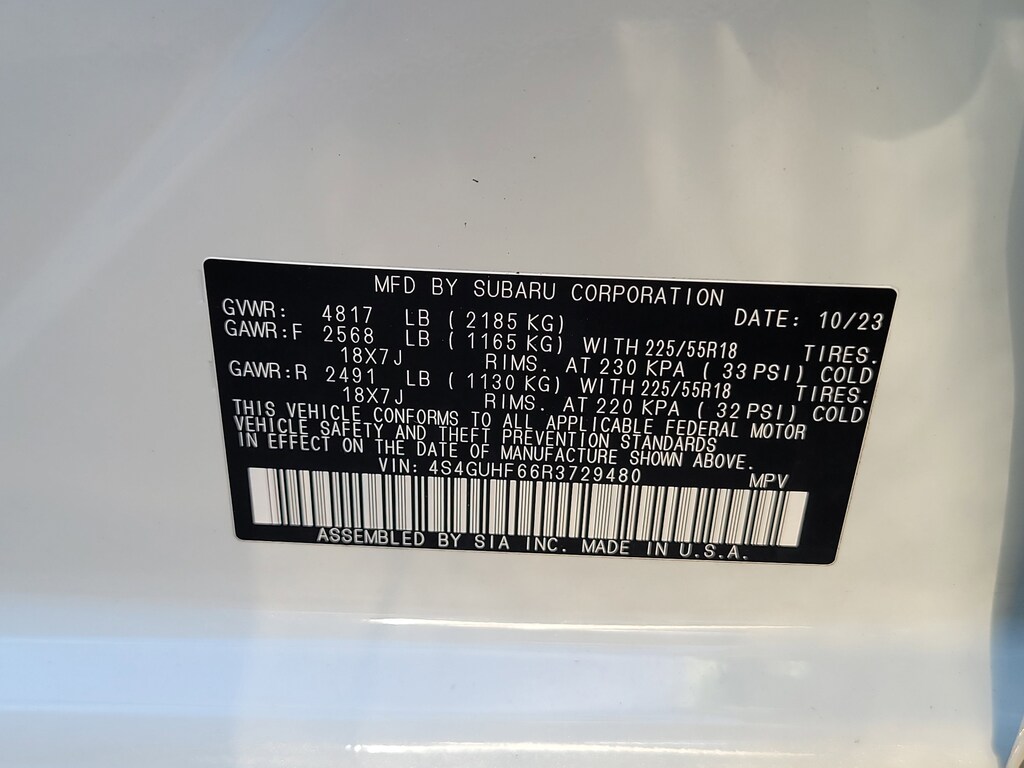 MFD BY SUBARU CORPORATION
GVWR: 4817 LB ( 2185 KG) DATE: 10/23
GAWR:F 2568 LB ( 1165 KG) WITH 225/55R18 TIRES.
18X7J RIMS. AT 230 KPA ( 33 PSI) COLD
GAWR:R 2491 LB ( 1130 KG) WITH 225/55R18 TIRES.
18X7J RIMS. AT 220 KPA ( 32 PSI) COLD
THIS VEHICLE CONFORMS TO ALL APPLICABLE FEDERAL MOTOR
VEHICLE SAFETY AND THEFT PREVENTION STANDARDS
IN EFFECT ON THE DATE OF MANUFACTURE SHOWN ABOVE.
VIN: 4S4GUHF66R3729480 MPV
ASSEMBLED BY SIA INC. MADE IN U.S.A.